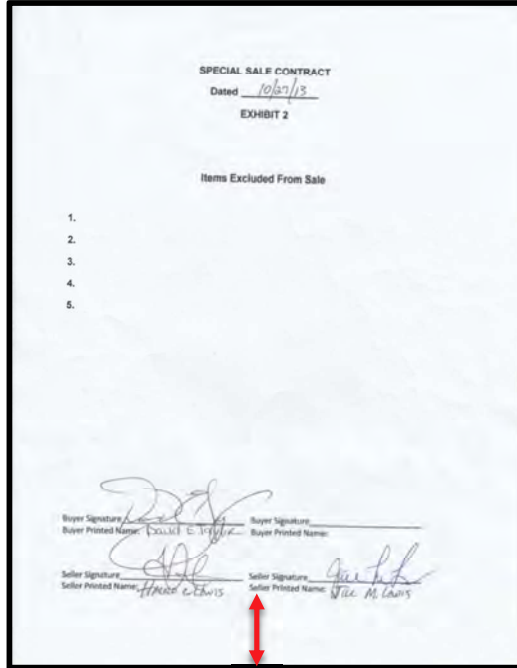 SPECIAL SALE CONTRACT
Dated 10/27/13
EXHIBIT 2
Items Excluded From Sale
1.
2.
3.
4.
5.
Buyer Signature Buyer Signature
Buyer Printed Name: David E Buyer Printed Name:
Seller Signature Seller Signature
Seller Printed Name: Seller Printed Name: M. Lewis